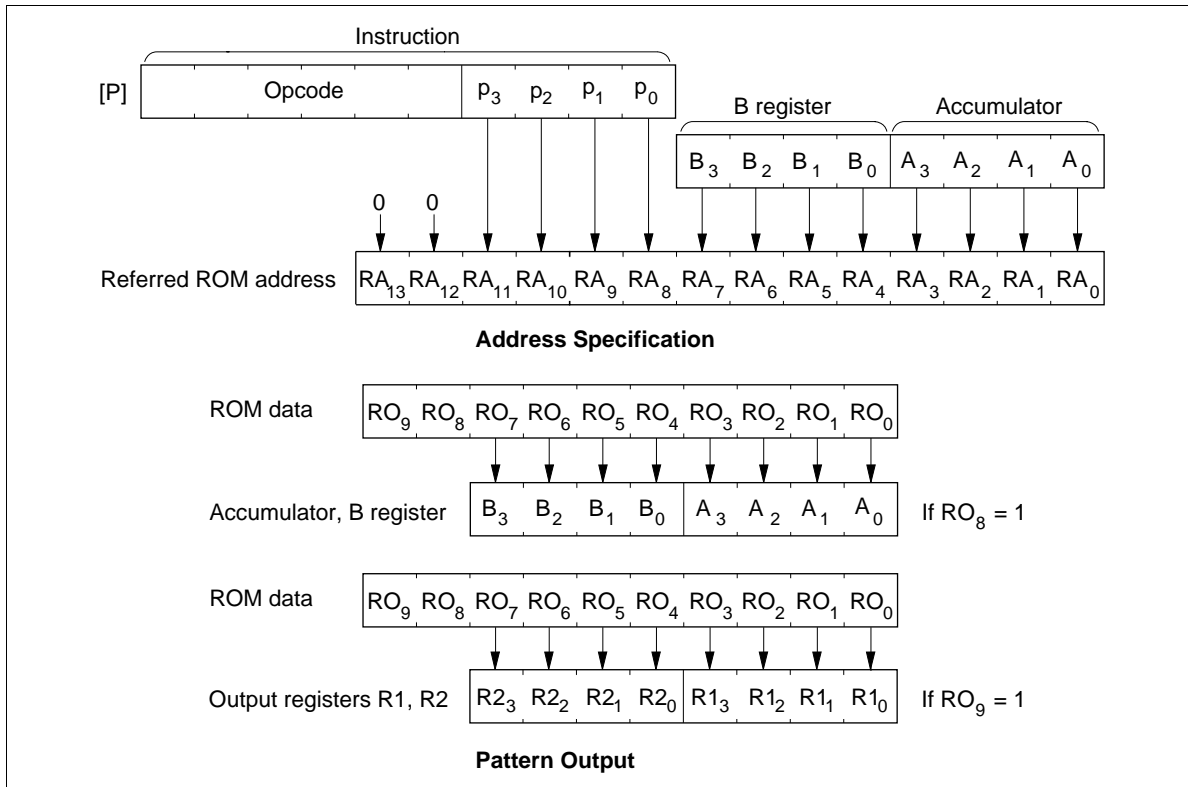 Instruction
[P] Opcode p3 p2 p1 p0
B register Accumulator
B3 B2 B1 B0 A3 A2 A1 A0
0 0
Referred ROM address RA13 RA12 RA11 RA10 RA9 RA8 RA7 RA6 RA5 RA4 RA3 RA2 RA1 RA0
Address Specification
ROM data RO9 RO8 RO7 RO6 RO5 RO4 RO3 RO2 RO1 RO0
Accumulator, B register B3 B2 B1 B0 A3 A2 A1 A0 If RO8 = 1
ROM data RO9 RO8 RO7 RO6 RO5 RO4 RO3 RO2 RO1 RO0
Output registers R1, R2 R23 R22 R21 R20 R13 R12 R11 R10 If RO9 = 1
Pattern Output